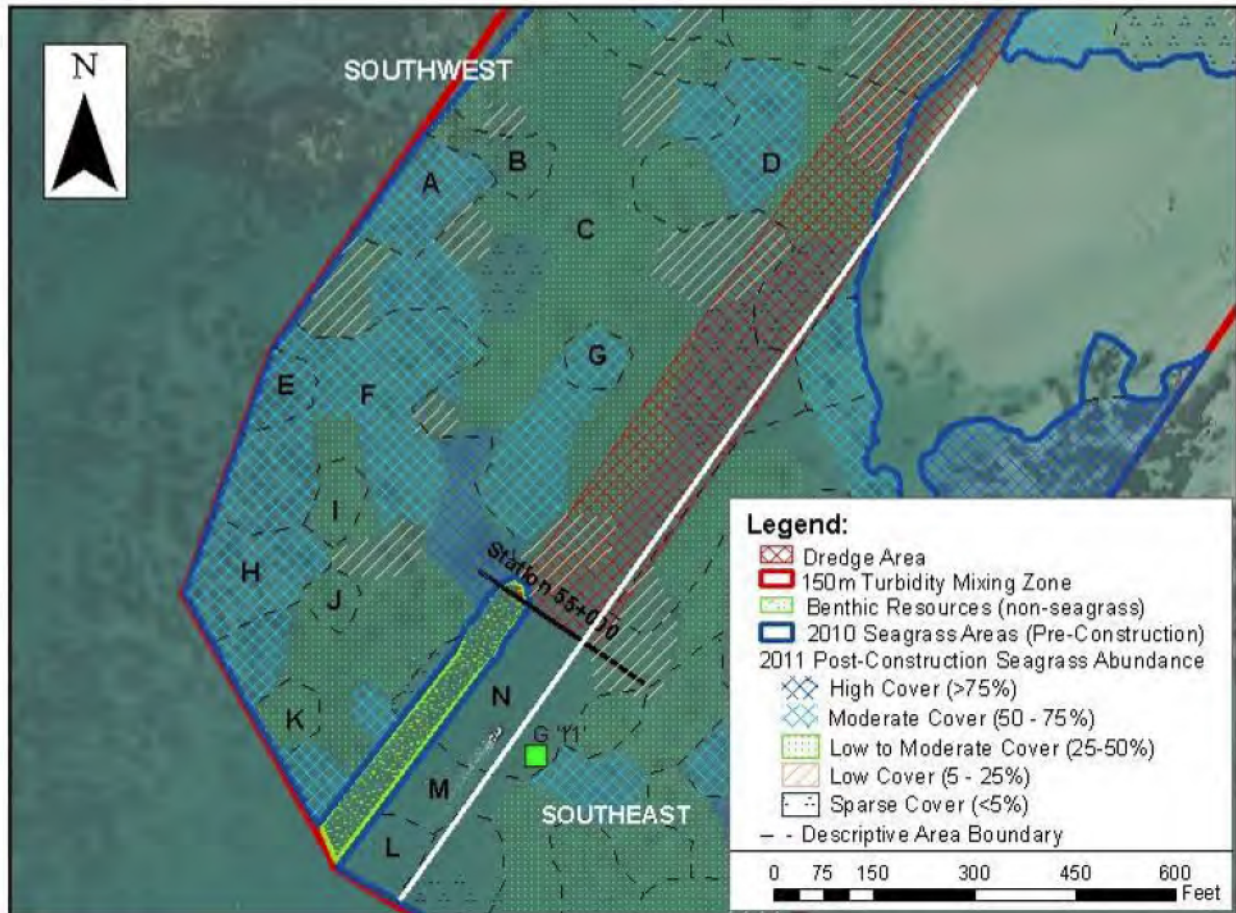 N
SOUTHWEST
A
B
D
C
G
E
F
I
H
J
Station 55+000
K
N
G "11"
M
SOUTHEAST
L
Legend:
Dredge Area
150m Turbidity Mixing Zone
Benthic Resources (non-seagrass)
2010 Seagrass Areas (Pre-Construction)
2011 Post-Construction Seagrass Abundance
High Cover (>75%)
Moderate Cover (50 - 75%)
Low to Moderate Cover (25-50%)
Low Cover (5 - 25%)
Sparse Cover (<5%)
Descriptive Area Boundary
0 75 150 300 450 600
Feet